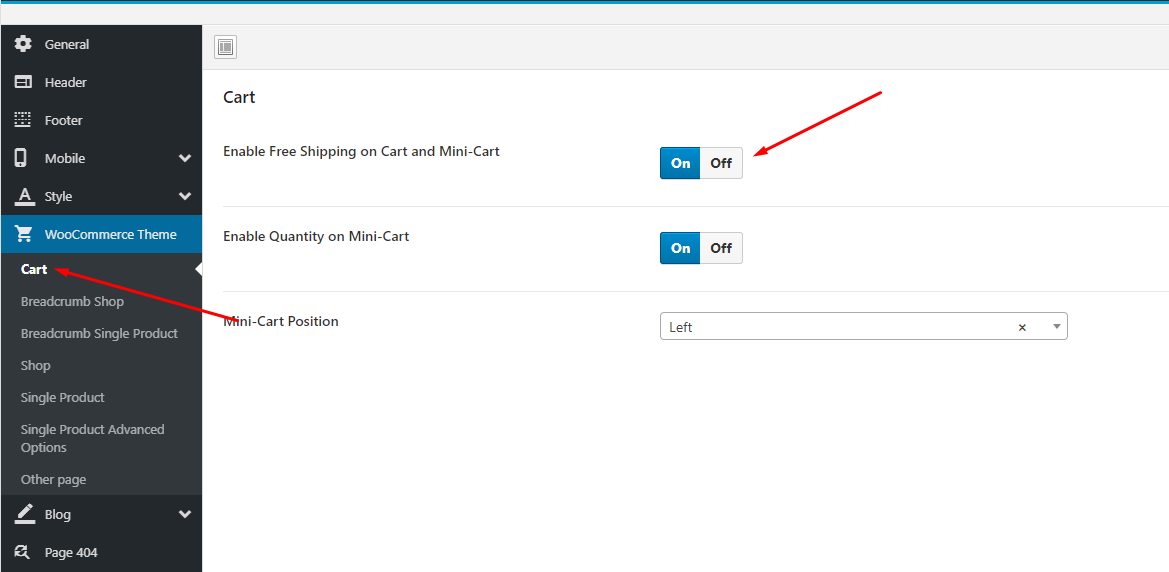 General
Header
Footer
Mobile
Style
WooCommerce Theme
Cart
Breadcrumb Shop
Breadcrumb Single Product
Shop
Single Product
Single Product Advanced
Options
Other page
Blog
Page 404
Cart
Enable Free Shipping on Cart and Mini-Cart
On Off
Enable Quantity on Mini-Cart
On Off
Mini-Cart Position
Left ×